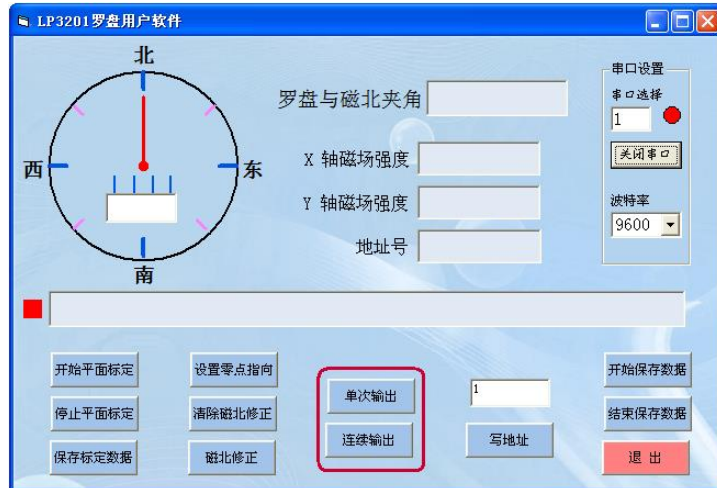 LP3201罗盘用户软件
北
西
东
南
罗盘与磁北夹角
X 轴磁场强度
Y 轴磁场强度
地址号
串口设置
串口选择
1
关闭串口
波特率
9600
开始平面标定
设置零点指向
单次输出
1
开始保存数据
停止平面标定
清除磁北修正
连续输出
写地址
结束保存数据
保存标定数据
磁北修正
退 出